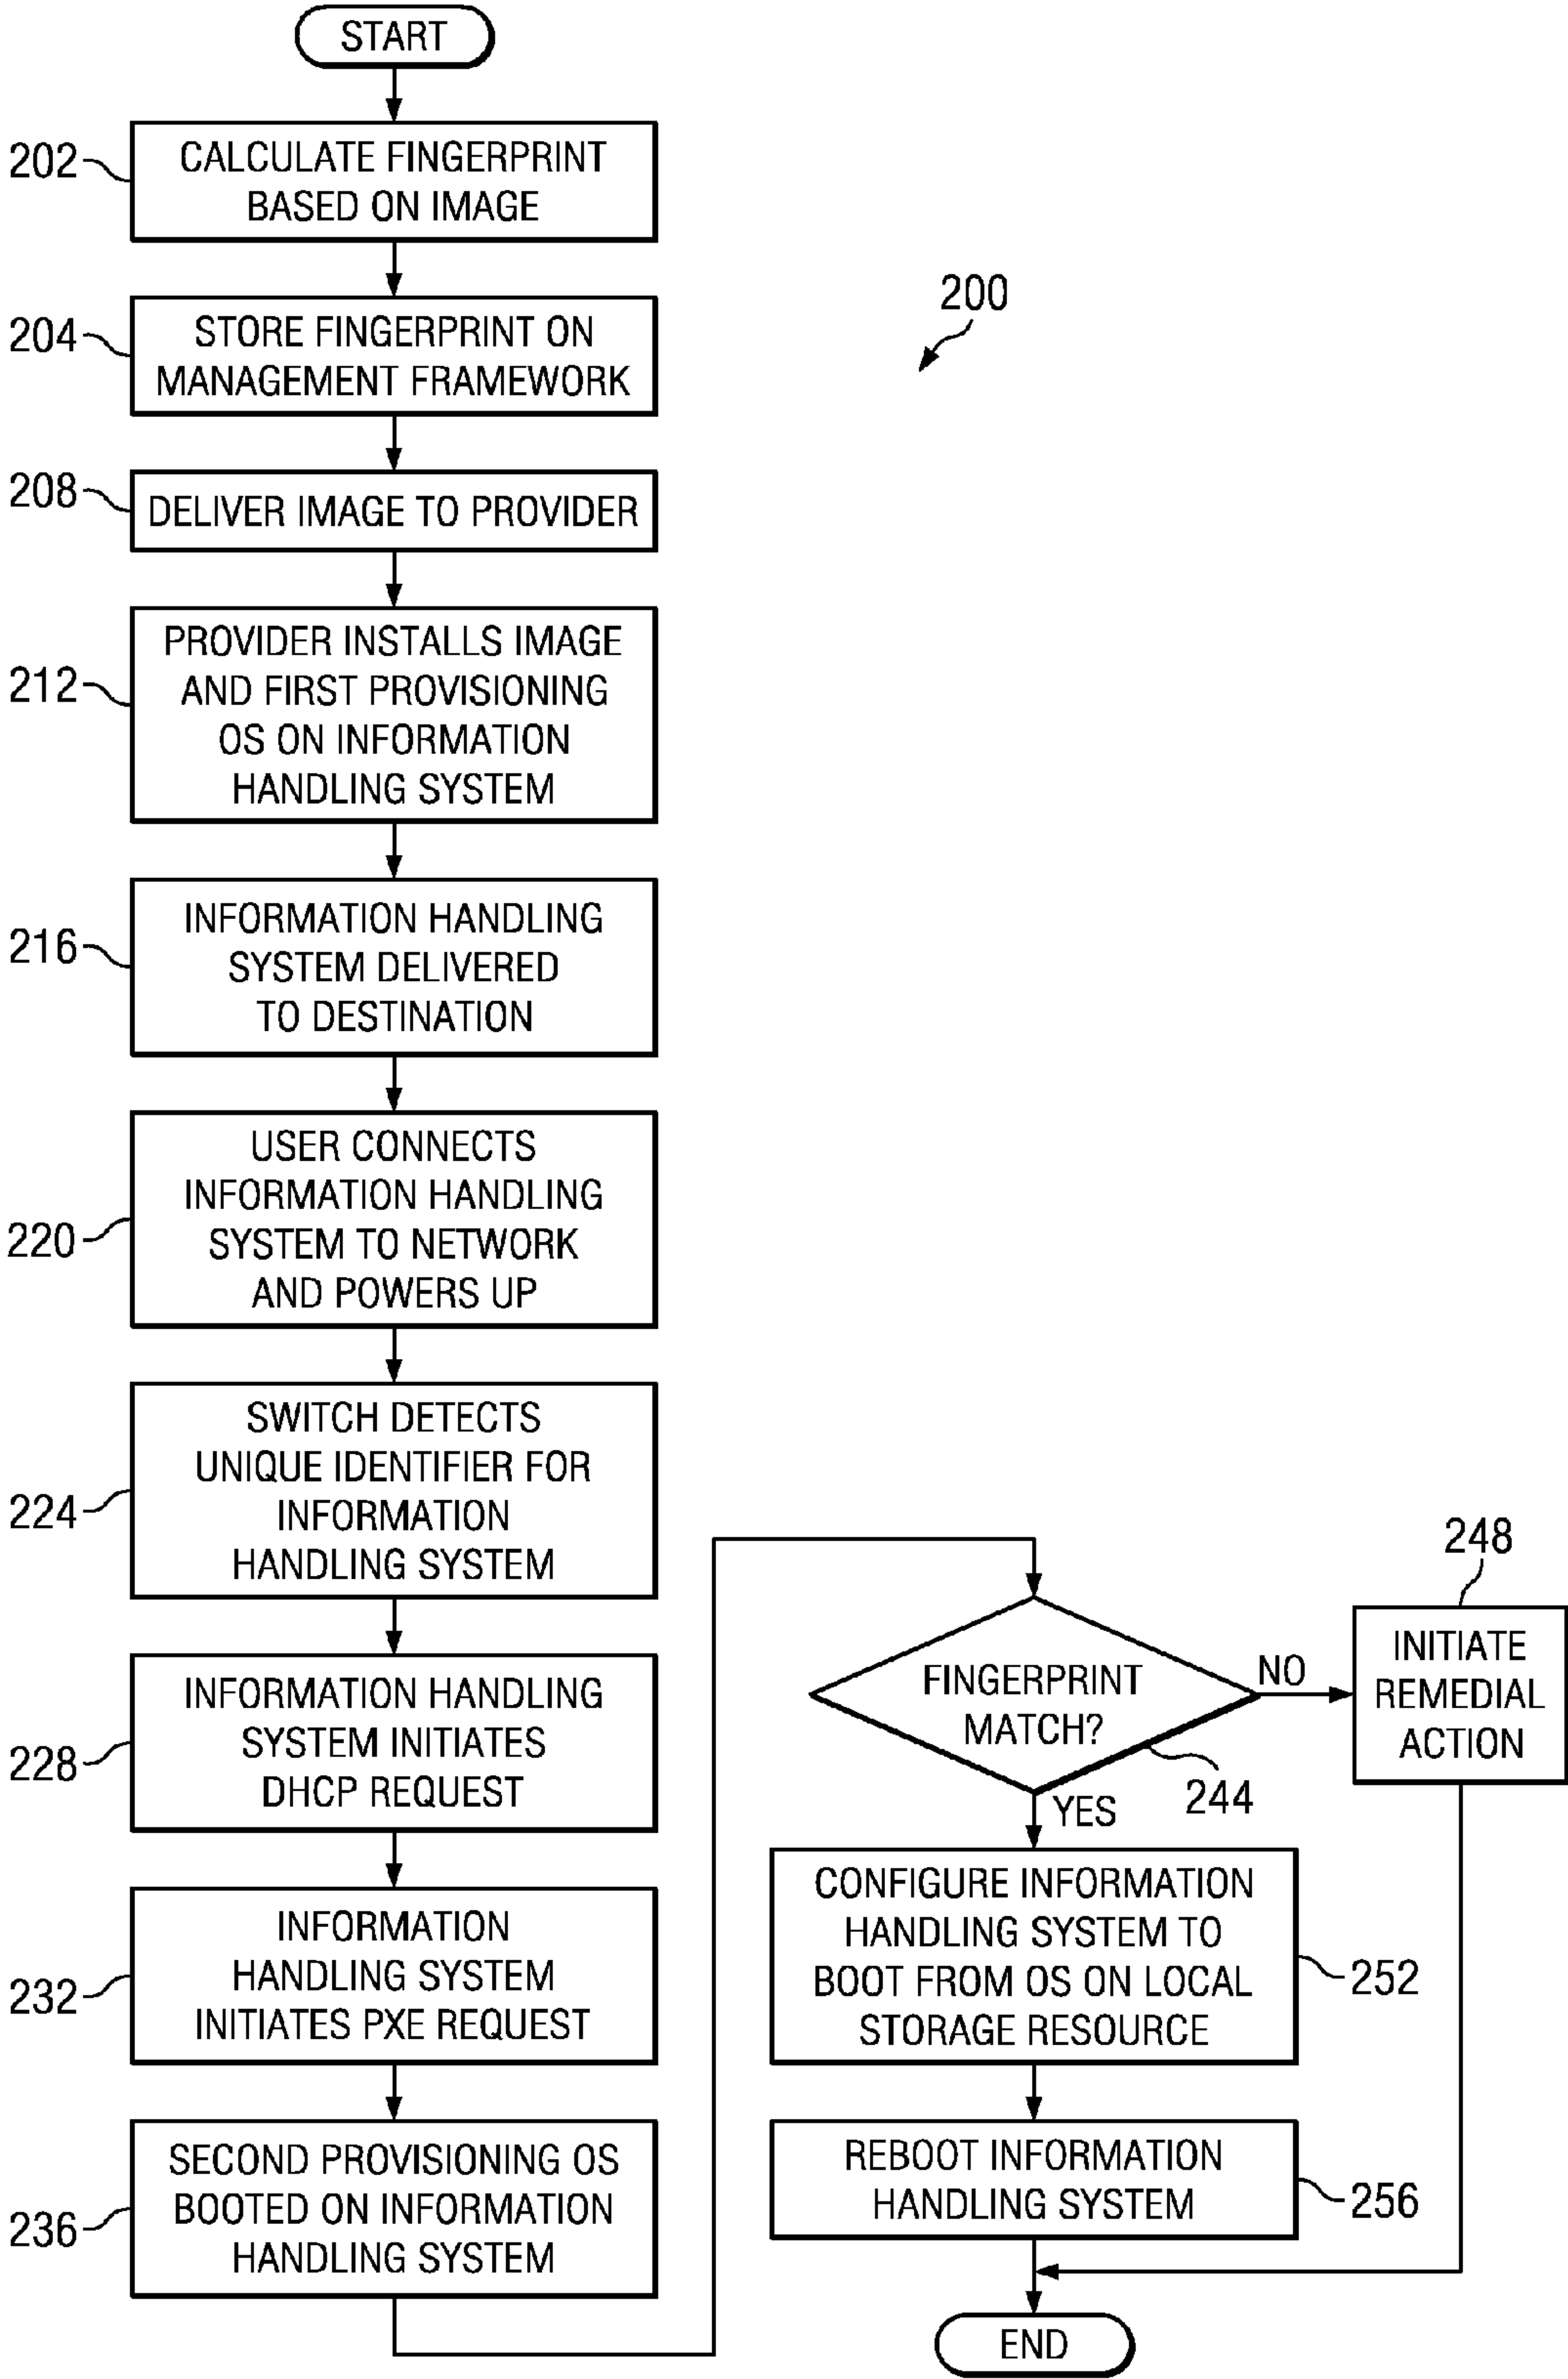 START
202
CALCULATE FINGERPRINT
BASED ON IMAGE
204
STORE FINGERPRINT ON
MANAGEMENT FRAMEWORK
200
208
DELIVER IMAGE TO PROVIDER
212
PROVIDER INSTALLS IMAGE
AND FIRST PROVISIONING
OS ON INFORMATION
HANDLING SYSTEM
216
INFORMATION HANDLING
SYSTEM DELIVERED
TO DESTINATION
220
USER CONNECTS
INFORMATION HANDLING
SYSTEM TO NETWORK
AND POWERS UP
224
SWITCH DETECTS
UNIQUE IDENTIFIER FOR
INFORMATION
HANDLING SYSTEM
228
INFORMATION HANDLING
SYSTEM INITIATES
DHCP REQUEST
232
INFORMATION
HANDLING SYSTEM
INITIATES PXE REQUEST
236
SECOND PROVISIONING OS
BOOTED ON INFORMATION
HANDLING SYSTEM
FINGERPRINT
MATCH?
244
NO
248
INITIATE
REMEDIAL
ACTION
YES
CONFIGURE INFORMATION
HANDLING SYSTEM TO
BOOT FROM OS ON LOCAL
STORAGE RESOURCE
252
REBOOT INFORMATION
HANDLING SYSTEM
256
END